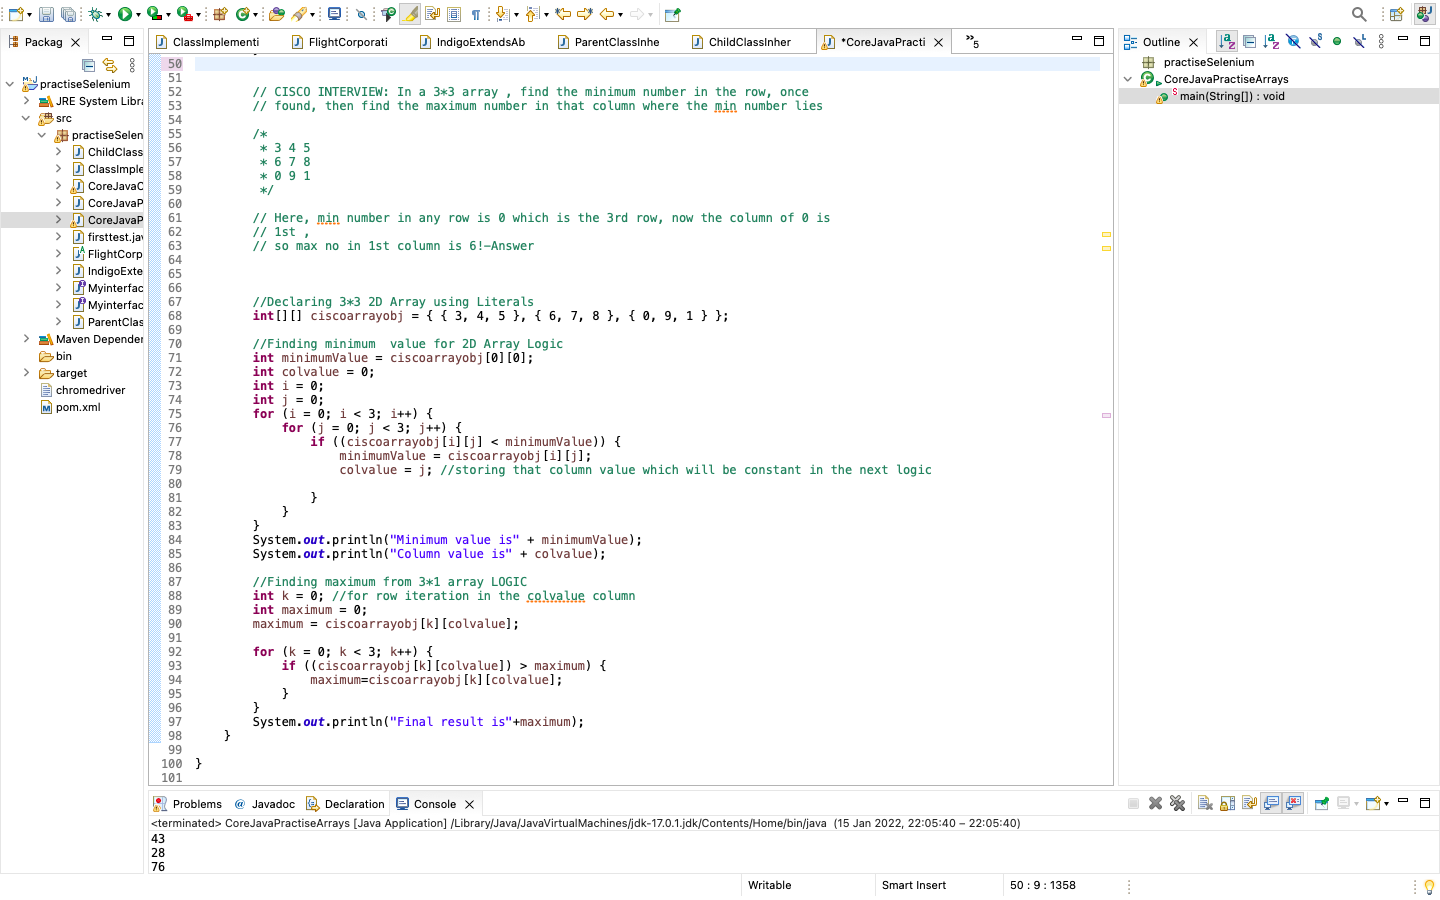 Packag
practiseSelenium
JRE System Libra
src
practiseSelen
ChildClass
ClassImple
CoreJavaC
CoreJavaP
CoreJavaP
firsttest.jav
FlightCorp
IndigoExte
Myinterfac
Myinterfac
ParentClas
Maven Depender
bin
target
chromedriver
pom.xml
ClassImplementi
FlightCorporati
IndigoExtendsAb
ParentClassInhe
ChildClassInher
*CoreJavaPracti
»5
50
51
52 // CISCO INTERVIEW: In a 3*3 array , find the minimum number in the row, once
53 // found, then find the maximum number in that column where the min number lies
54
55 /*
56 * 3 4 5
57 * 6 7 8
58 * 0 9 1
59 */
60
61 // Here, min number in any row is 0 which is the 3rd row, now the column of 0 is
62 // 1st ,
63 // so max no in 1st column is 6!-Answer
64
65
66
67 //Declaring 3*3 2D Array using Literals
68 int[][] ciscoarrayobj = { { 3, 4, 5 }, { 6, 7, 8 }, { 0, 9, 1 } };
69
70 //Finding minimum  value for 2D Array Logic
71 int minimumValue = ciscoarrayobj[0][0];
72 int colvalue = 0;
73 int i = 0;
74 int j = 0;
75 for (i = 0; i < 3; i++) {
76 for (j = 0; j < 3; j++) {
77 if ((ciscoarrayobj[i][j] < minimumValue)) {
78 minimumValue = ciscoarrayobj[i][j];
79 colvalue = j; //storing that column value which will be constant in the next logic
80
81 }
82 }
83 }
84 System.out.println("Minimum value is" + minimumValue);
85 System.out.println("Column value is" + colvalue);
86
87 //Finding maximum from 3*1 array LOGIC
88 int k = 0; //for row iteration in the colvalue column
89 int maximum = 0;
90 maximum = ciscoarrayobj[k][colvalue];
91
92 for (k = 0; k < 3; k++) {
93 if ((ciscoarrayobj[k][colvalue]) > maximum) {
94 maximum=ciscoarrayobj[k][colvalue];
95 }
96 }
97 System.out.println("Final result is"+maximum);
98 }
99
100 }
101
Outline
practiseSelenium
CoreJavaPractiseArrays
main(String[]) : void
Problems
Javadoc
Declaration
Console
<terminated> CoreJavaPractiseArrays [Java Application] /Library/Java/JavaVirtualMachines/jdk-17.0.1.jdk/Contents/Home/bin/java  (15 Jan 2022, 22:05:40 – 22:05:40)
43
28
76
Writable
Smart Insert
50 : 9 : 1358